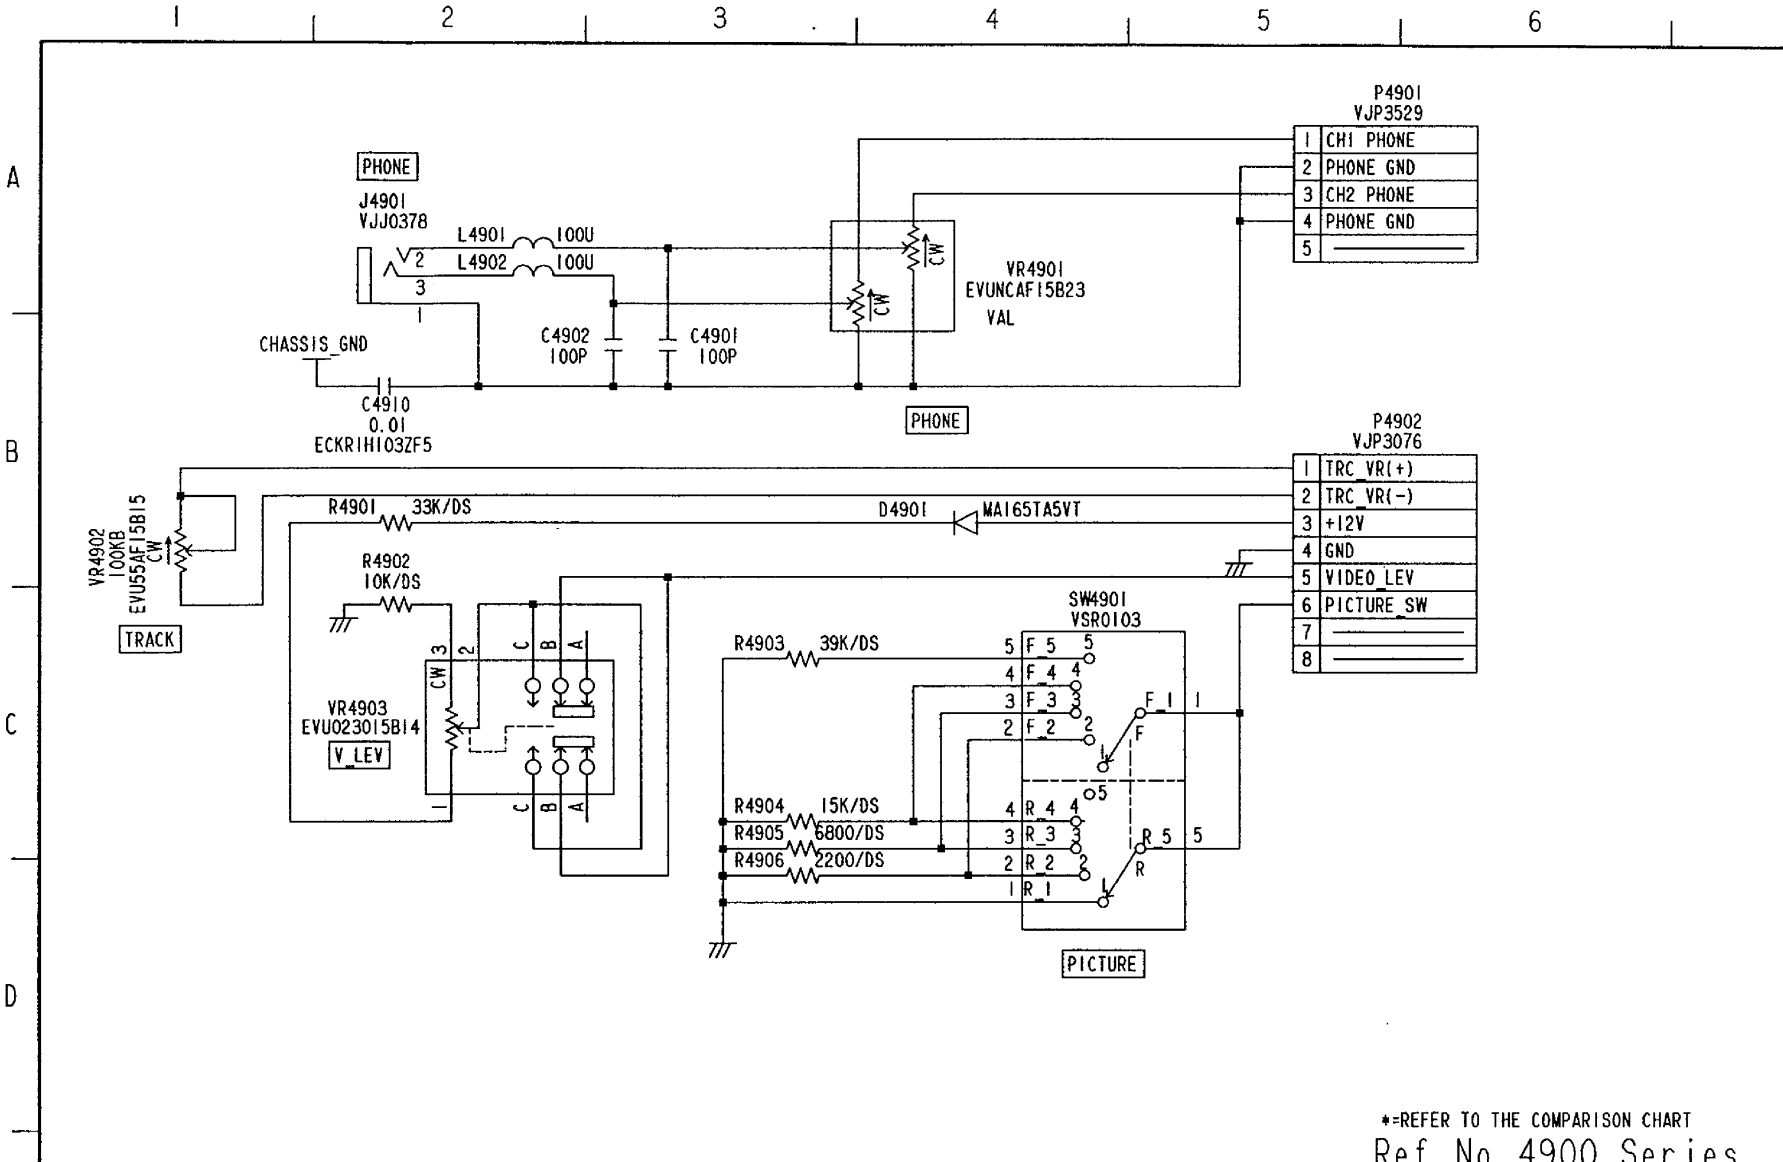 1 2 3 4 5 6
A
B
C
D
P4901
VJP3529
1 CH1 PHONE
2 PHONE GND
3 CH2 PHONE
4 PHONE GND
5
PHONE
J4901
VJJ0378
L4901 100U
2
L4902 100U
3
1
CW
CW
VR4901
EVUNCAF15B23
VAL
CHASSIS_GND
C4902
100P
C4901
100P
C4910
0.01
ECKR1H103ZF5
PHONE
P4902
VJP3076
1 TRC_VR(+)
2 TRC_VR(-)
3 +12V
4 GND
5 VIDEO_LEV
6 PICTURE_SW
7
8
VR4902
100KB
EVU55AF15B15
CW
TRACK
R4901 33K/DS
D4901 MA165TA5VT
R4902
10K/DS
CW 3 2 C B A
VR4903
EVU023015B14
V_LEV
1 C B A
SW4901
VSR0103
R4903 39K/DS
5 F_5 5
4 F_4 4
3 F_3 3
2 F_2 2
F_1 1
F
1
5
R4904 15K/DS
4 R_4 4
R4905 6800/DS
3 R_3 3
R_5 5
R4906 2200/DS
2 R_2 2
R
1 R_1 1
PICTURE
*=REFER TO THE COMPARISON CHART
Ref. No. 4900 Series